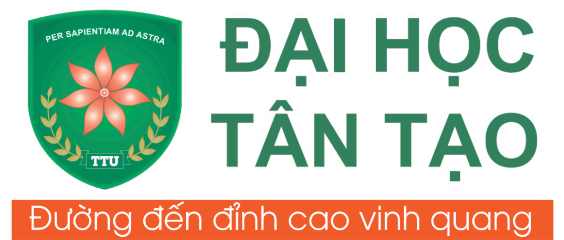 PER SAPIENTIAM AD ASTRA
TTU
ĐẠI HỌC
TÂN TẠO
Đường đến đỉnh cao vinh quang